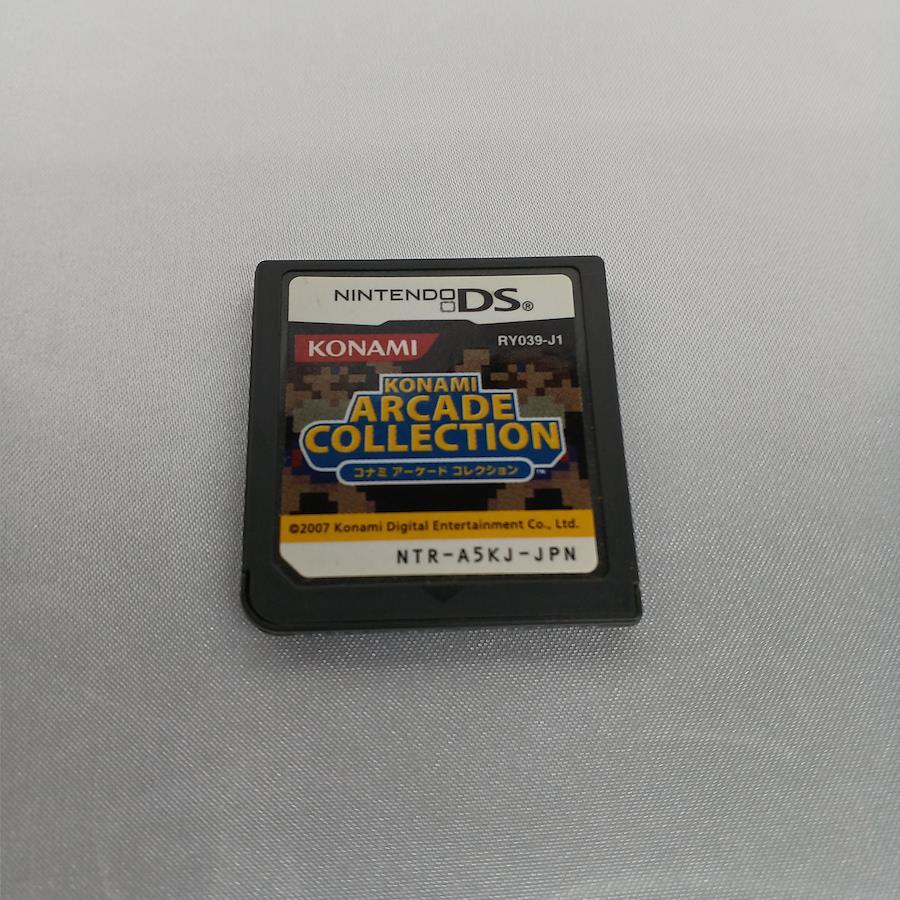 NINTENDO DS®
KONAMI
RY039-J1
KONAMI
ARCADE
COLLECTION
コナミ アーケード コレクション ™
©2007 Konami Digital Entertainment Co., Ltd.
NTR-A5KJ-JPN